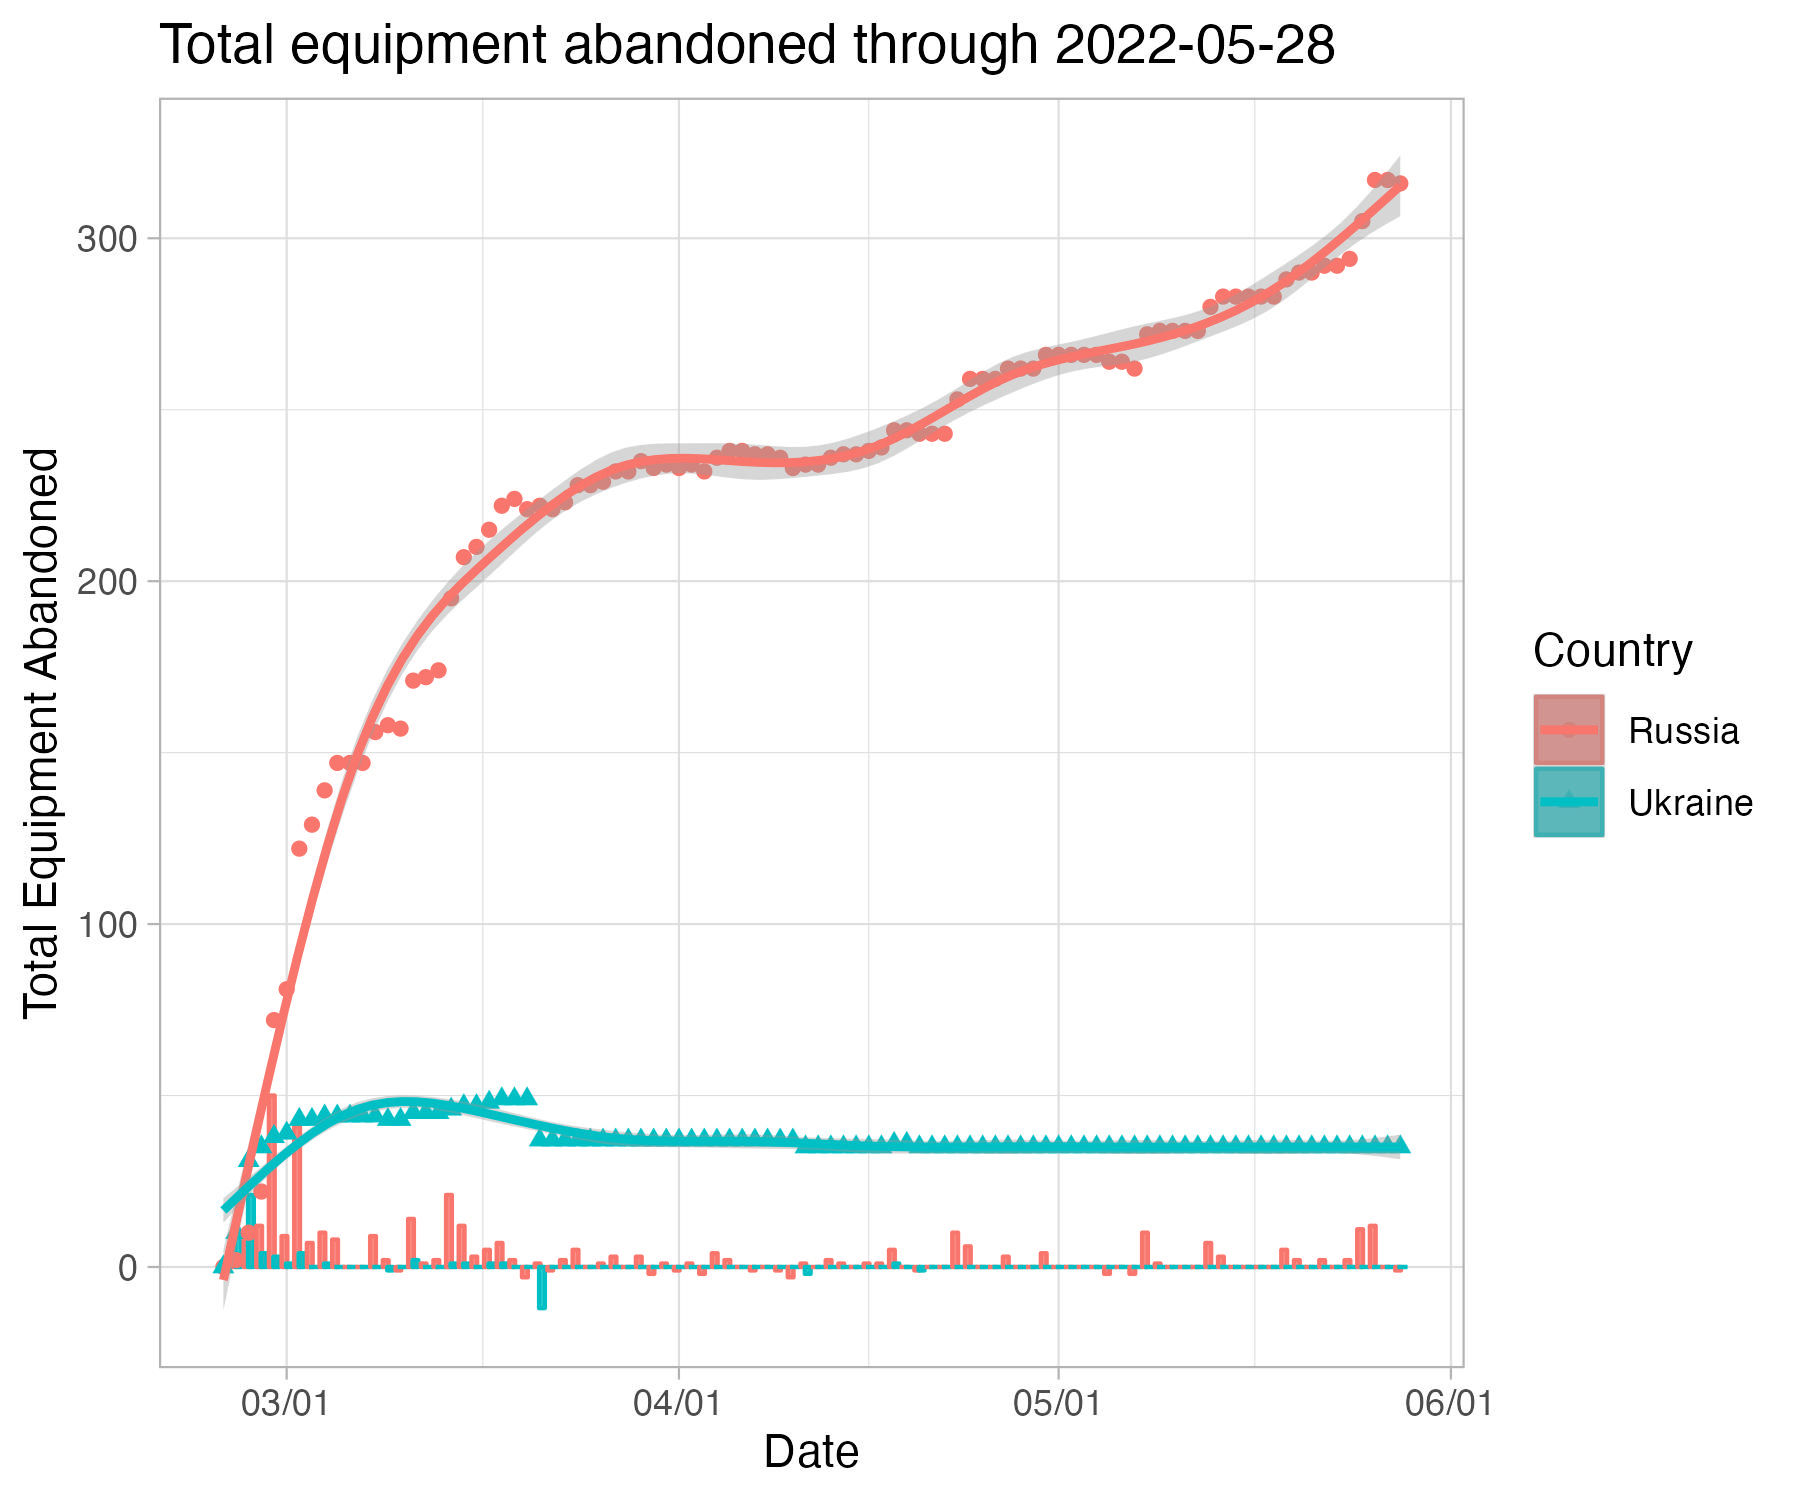 Total equipment abandoned through 2022-05-28
Total Equipment Abandoned
300
200
100
0
03/01
04/01
05/01
06/01
Date
Country
Russia
Ukraine